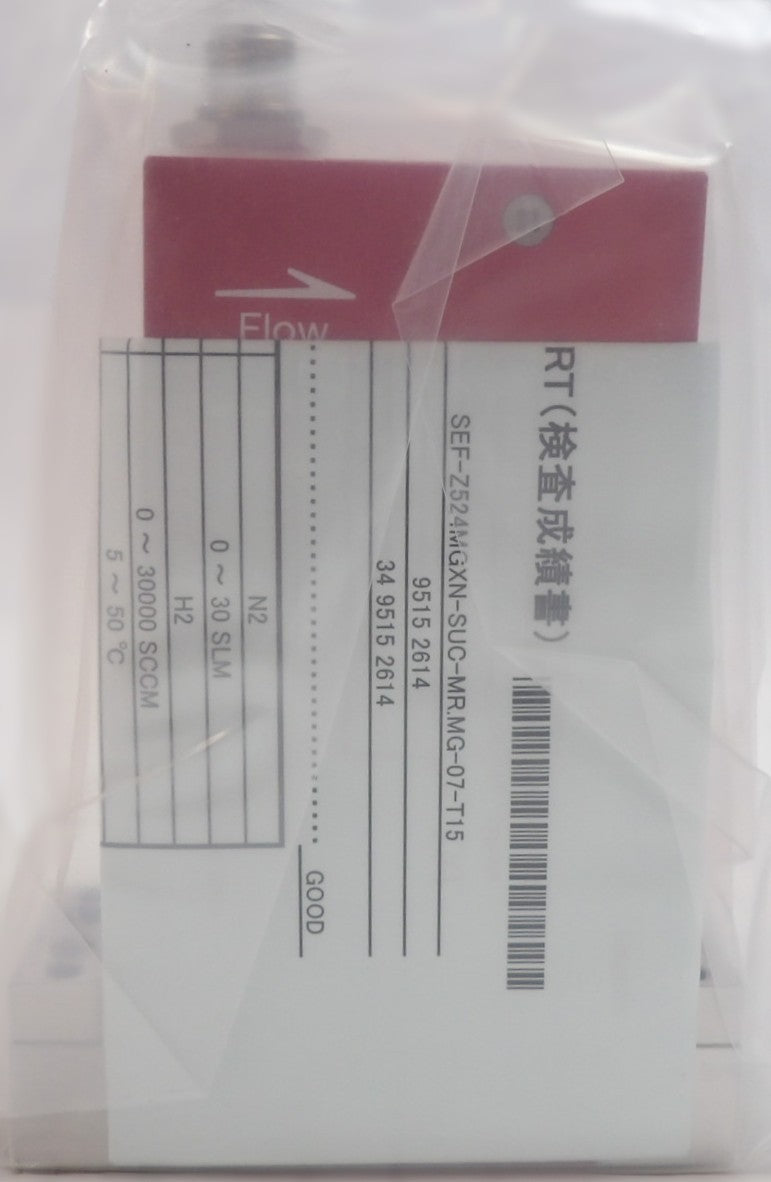 Flow
RT(検査成績書)
SEF-Z524MGXN-SUC-MR.MG-07-T15
9515 2614
34 9515 2614
GOOD
N2
0 ~ 30 SLM
H2
0 ~ 30000 SCCM
5 ~ 50 ℃